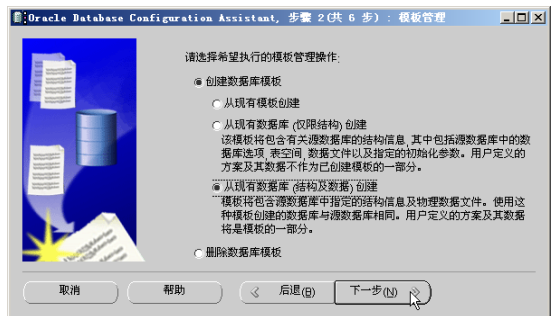 Oracle Database Configuration Assistant, 步骤 2(共 6 步) : 模板管理
请选择希望执行的模板管理操作:
创建数据库模板
从现有模板创建
从现有数据库 (仅限结构) 创建
该模板将包含有关源数据库的结构信息, 其中包括源数据库中的数
据库选项, 表空间, 数据文件以及指定的初始化参数。用户定义的
方案及其数据不作为已创建模板的一部分。
从现有数据库 (结构及数据) 创建
模板将包含源数据库中指定的结构信息及物理数据文件。使用这
种模板创建的数据库与源数据库相同。用户定义的方案及其数据
将是模板的一部分。
删除数据库模板
取消 帮助 后退(B) 下一步(N)